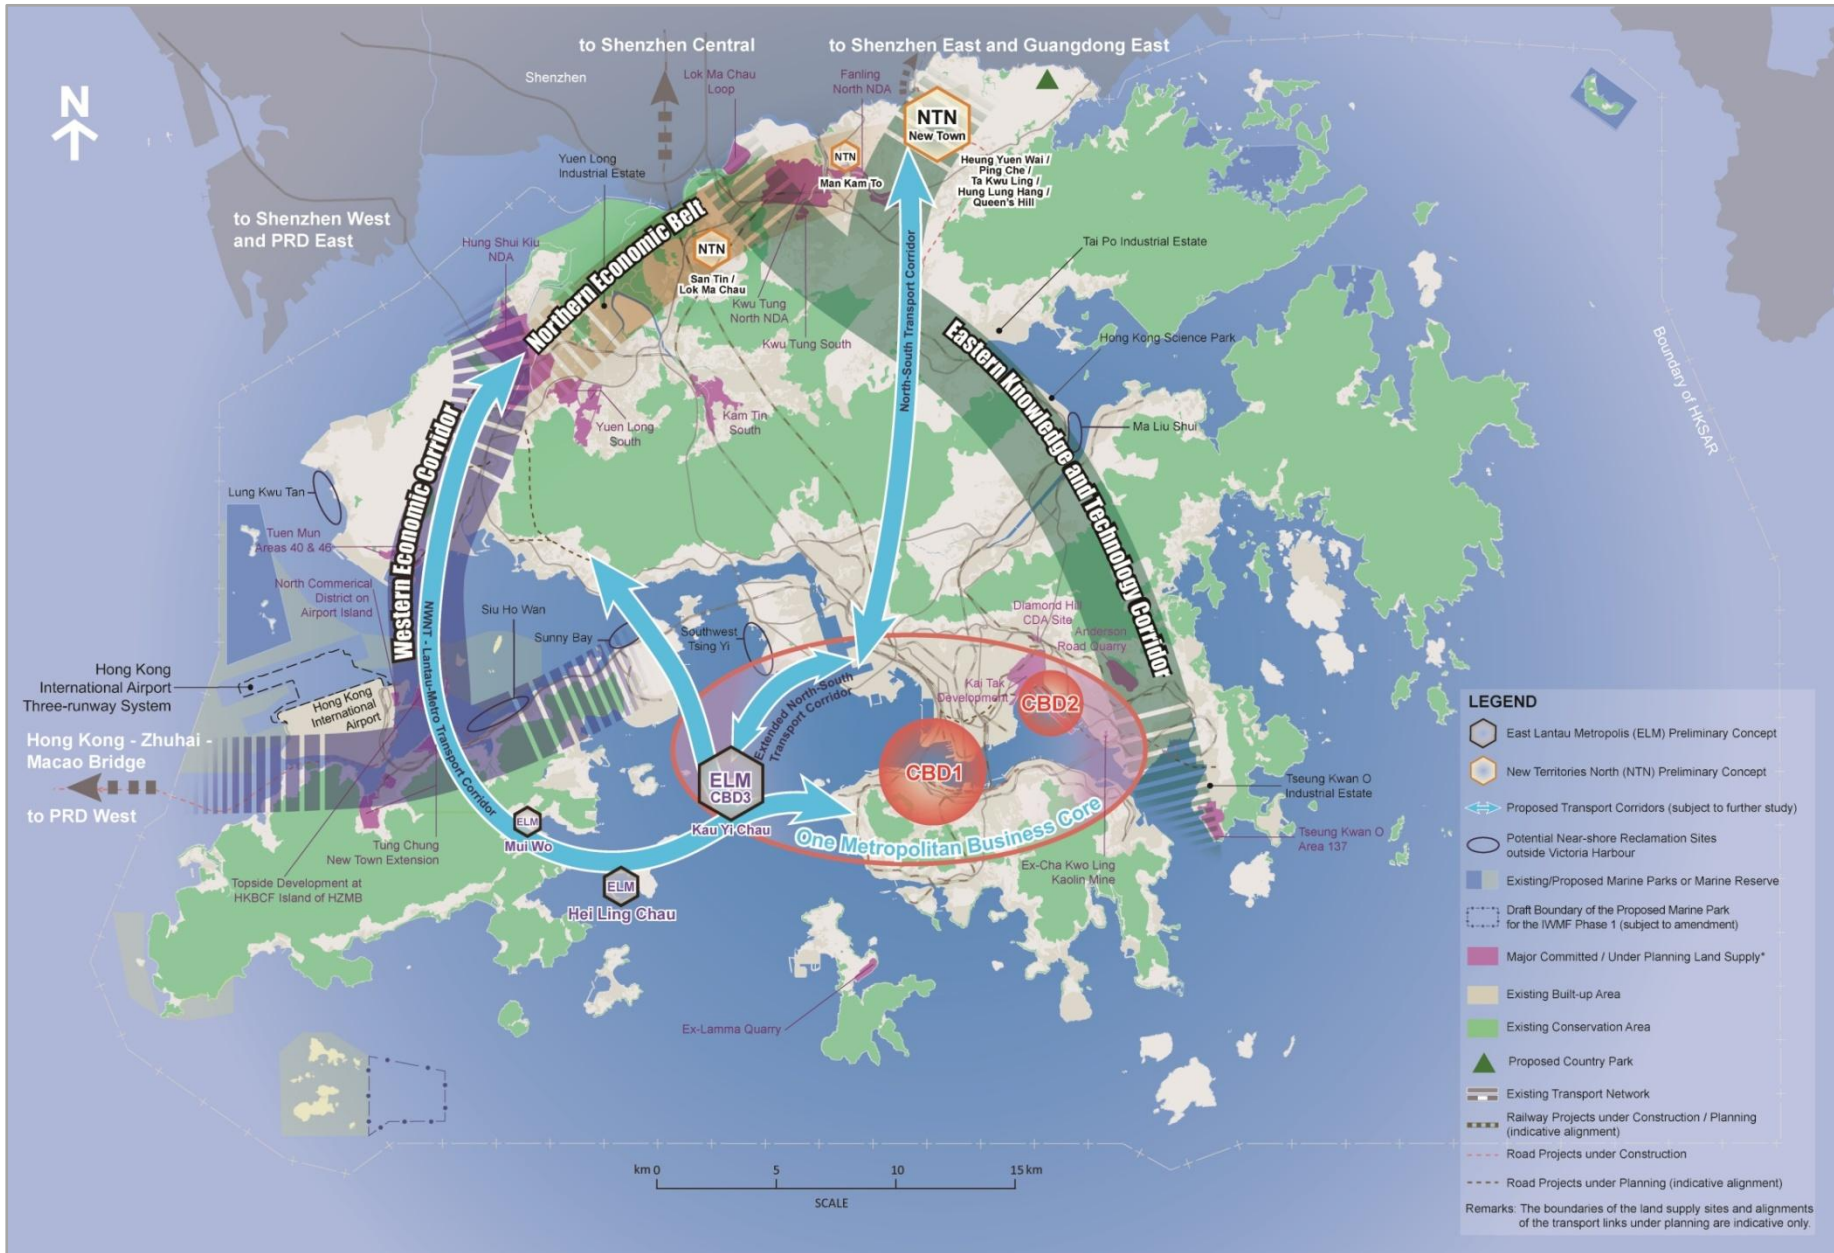 to Shenzhen Central
to Shenzhen East and Guangdong East
Shenzhen
Lok Ma Chau
Loop
Fanling
North NDA
N
NTN
New Town
Yuen Long
Industrial Estate
NTN
Man Kam To
Heung Yuen Wai /
Ping Che /
Ta Kwu Ling /
Hung Lung Hang /
Queen's Hill
to Shenzhen West
and PRD East
Hung Shui Kiu
NDA
Northern Economic Belt
NTN
San Tin /
Lok Ma Chau
North-South Transport Corridor
Tai Po Industrial Estate
Kwu Tung
North NDA
Kwu Tung South
Hong Kong Science Park
Eastern Knowledge and Technology Corridor
Boundary of HKSAR
Yuen Long
South
Kam Tin
South
Ma Liu Shui
Western Economic Corridor
Lung Kwu Tan
Tuen Mun
Areas 40 & 46
North Commerical
District on
Airport Island
NWNT - Lantau-Metro Transport Corridor
Siu Ho Wan
Sunny Bay
Southwest
Tsing Yi
Diamond Hill
CDA Site
Anderson
Road Quarry
Kai Tak
Development
Hong Kong
International Airport
Three-runway System
Hong Kong
International
Airport
Extended North-South
Transport Corridor
CBD2
CBD1
Hong Kong - Zhuhai -
Macao Bridge
to PRD West
ELM
CBD3
Kau Yi Chau
One Metropolitan Business Core
Tseung Kwan O
Industrial Estate
Tseung Kwan O
Area 137
ELM
Mui Wo
Tung Chung
New Town Extension
Topside Development at
HKBCF Island of HZMB
ELM
Hei Ling Chau
Ex-Cha Kwo Ling
Kaolin Mine
Ex-Lamma Quarry
km 0 5 10 15 km
SCALE
LEGEND
East Lantau Metropolis (ELM) Preliminary Concept
New Territories North (NTN) Preliminary Concept
Proposed Transport Corridors (subject to further study)
Potential Near-shore Reclamation Sites
outside Victoria Harbour
Existing/Proposed Marine Parks or Marine Reserve
Draft Boundary of the Proposed Marine Park
for the IWMF Phase 1 (subject to amendment)
Major Committed / Under Planning Land Supply*
Existing Built-up Area
Existing Conservation Area
Proposed Country Park
Existing Transport Network
Railway Projects under Construction / Planning
(indicative alignment)
Road Projects under Construction
Road Projects under Planning (indicative alignment)
Remarks: The boundaries of the land supply sites and alignments
of the transport links under planning are indicative only.